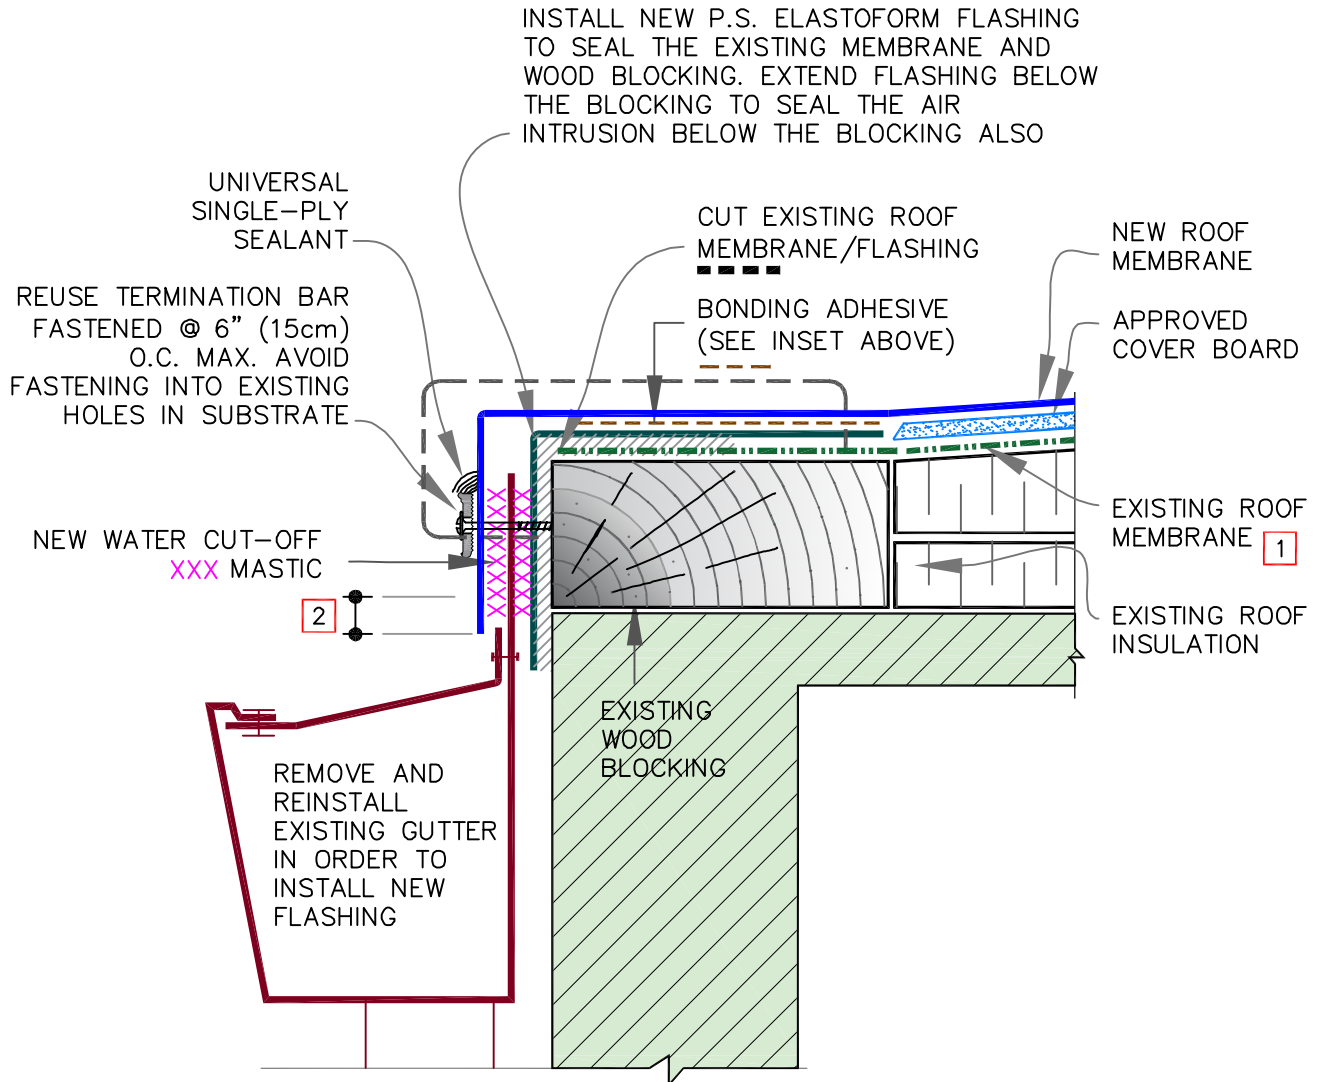 INSTALL NEW P.S. ELASTOFORM FLASHING
TO SEAL THE EXISTING MEMBRANE AND
WOOD BLOCKING. EXTEND FLASHING BELOW
THE BLOCKING TO SEAL THE AIR
INTRUSION BELOW THE BLOCKING ALSO
UNIVERSAL
SINGLE-PLY
SEALANT
CUT EXISTING ROOF
MEMBRANE/FLASHING
NEW ROOF
MEMBRANE
REUSE TERMINATION BAR
FASTENED @ 6" (15cm)
O.C. MAX. AVOID
FASTENING INTO EXISTING
HOLES IN SUBSTRATE
BONDING ADHESIVE
(SEE INSET ABOVE)
APPROVED
COVER BOARD
NEW WATER CUT-OFF
XXX MASTIC
EXISTING ROOF
MEMBRANE
1
2
EXISTING ROOF
INSULATION
EXISTING
WOOD
BLOCKING
REMOVE AND
REINSTALL
EXISTING GUTTER
IN ORDER TO
INSTALL NEW
FLASHING